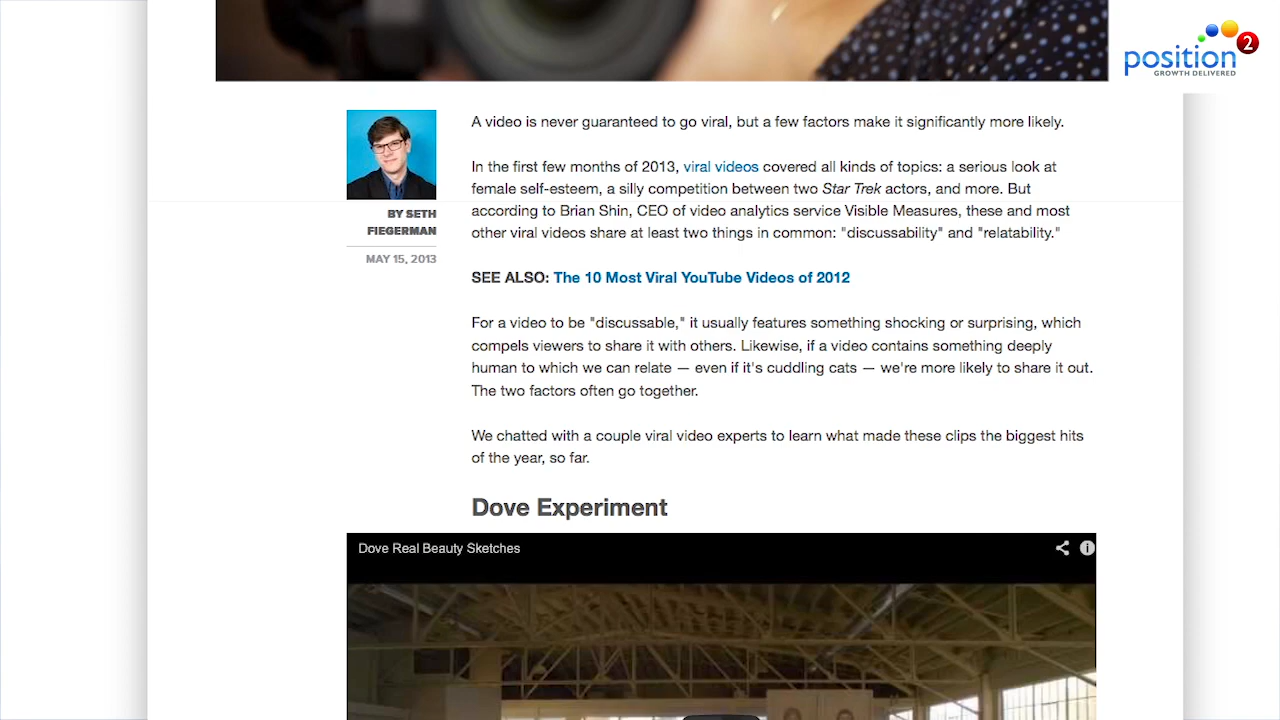 position
2
GROWTH DELIVERED
BY SETH
FIEGERMAN
MAY 15, 2013
A video is never guaranteed to go viral, but a few factors make it significantly more likely.
In the first few months of 2013, viral videos covered all kinds of topics: a serious look at
female self-esteem, a silly competition between two Star Trek actors, and more. But
according to Brian Shin, CEO of video analytics service Visible Measures, these and most
other viral videos share at least two things in common: "discussability" and "relatability."
SEE ALSO: The 10 Most Viral YouTube Videos of 2012
For a video to be "discussable," it usually features something shocking or surprising, which
compels viewers to share it with others. Likewise, if a video contains something deeply
human to which we can relate — even if it's cuddling cats — we're more likely to share it out.
The two factors often go together.
We chatted with a couple viral video experts to learn what made these clips the biggest hits
of the year, so far.
Dove Experiment
Dove Real Beauty Sketches